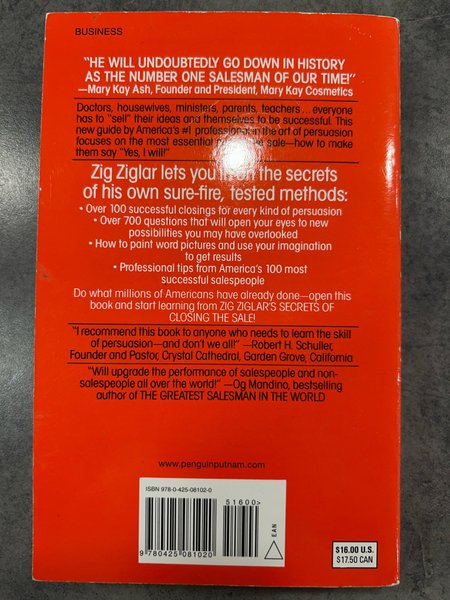 BUSINESS
"HE WILL UNDOUBTEDLY GO DOWN IN HISTORY
AS THE NUMBER ONE SALESMAN OF OUR TIME!"
—Mary Kay Ash, Founder and President, Mary Kay Cosmetics
Doctors, housewives, ministers, parents, teachers...everyone
has to "sell" their ideas and themselves to be successful. This
new guide by America's #1 professional in the art of persuasion
focuses on the most essential part of the sale—how to make
them say "Yes, I will!"
Zig Ziglar lets you in on the secrets
of his own sure-fire, tested methods:
• Over 100 successful closings for every kind of persuasion
• Over 700 questions that will open your eyes to new
possibilities you may have overlooked
• How to paint word pictures and use your imagination
to get results
• Professional tips from America's 100 most
successful salespeople
Do what millions of Americans have already done—open this
book and start learning from ZIG ZIGLAR'S SECRETS OF
CLOSING THE SALE!
"I recommend this book to anyone who needs to learn the skill
of persuasion—and don't we all!" —Robert H. Schuller,
Founder and Pastor, Crystal Cathedral, Garden Grove, California
"Will upgrade the performance of salespeople and non-
salespeople all over the world!" —Og Mandino, bestselling
author of THE GREATEST SALESMAN IN THE WORLD
www.penguinputnam.com
ISBN 978-0-425-08102-0
51600>
EAN
9 780425 081020
$16.00 U.S.
$17.50 CAN